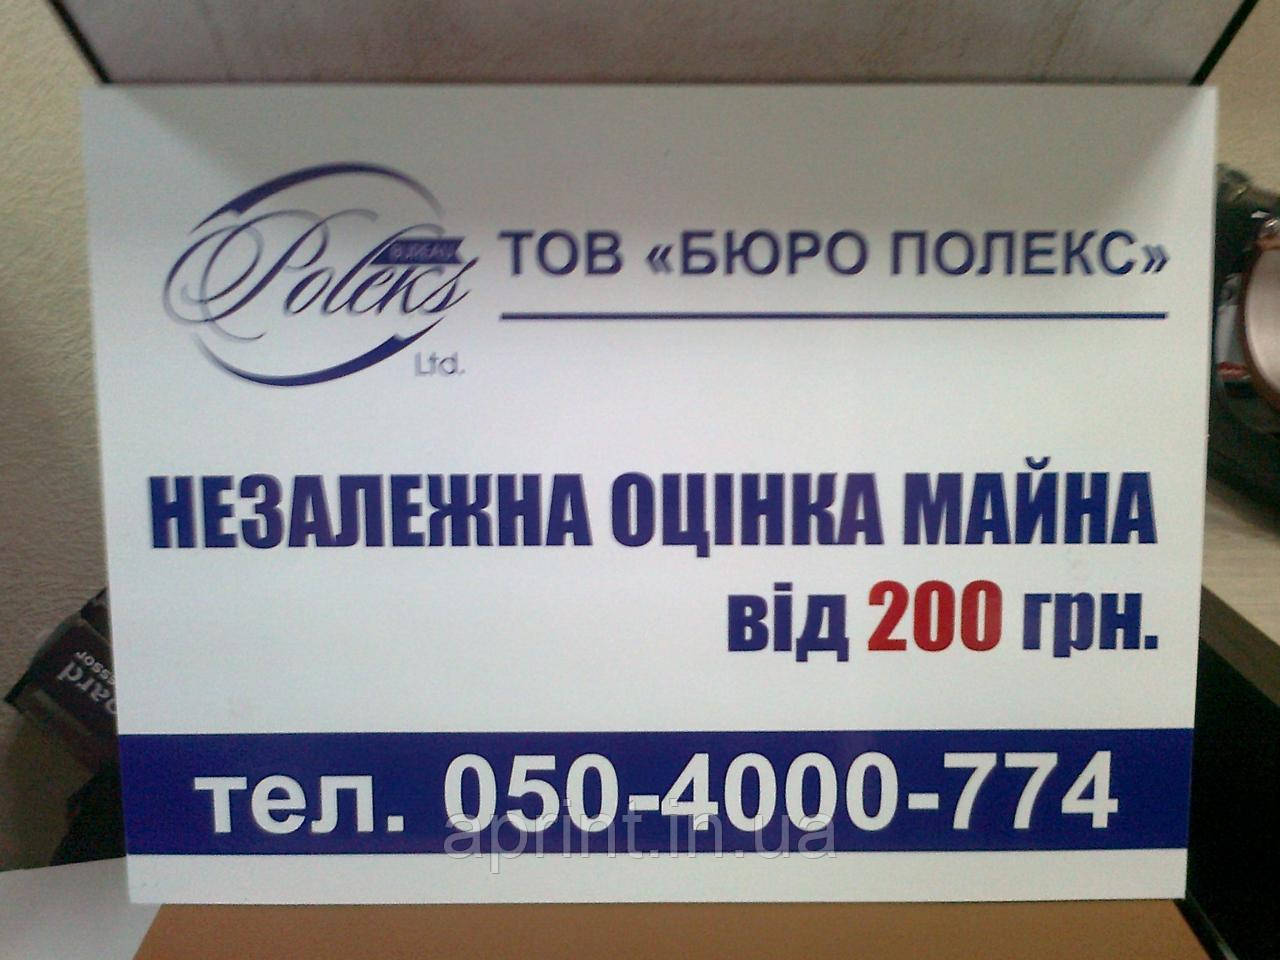 BUREAU
Poleks
Ltd.
ТОВ «БЮРО ПОЛЕКС»
НЕЗАЛЕЖНА ОЦІНКА МАЙНА
від 200 грн.
тел. 050-4000-774
aprint.in.ua